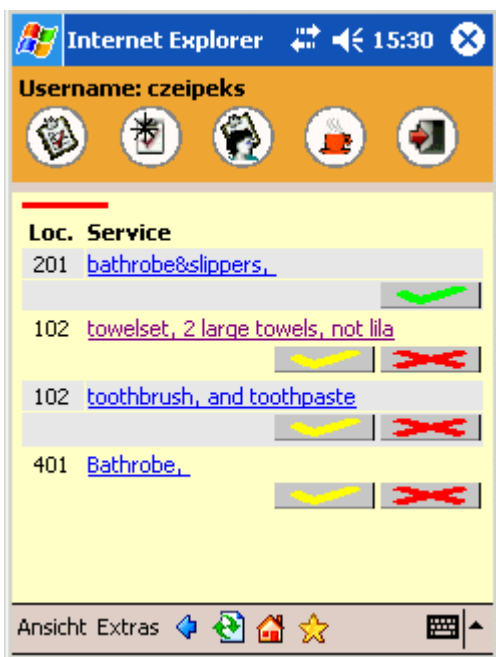 Internet Explorer 15:30
Username: czeipeks
Loc. Service
201 bathrobe&slippers,
102 towelset, 2 large towels, not lila
102 toothbrush, and toothpaste
401 Bathrobe,
Ansicht Extras